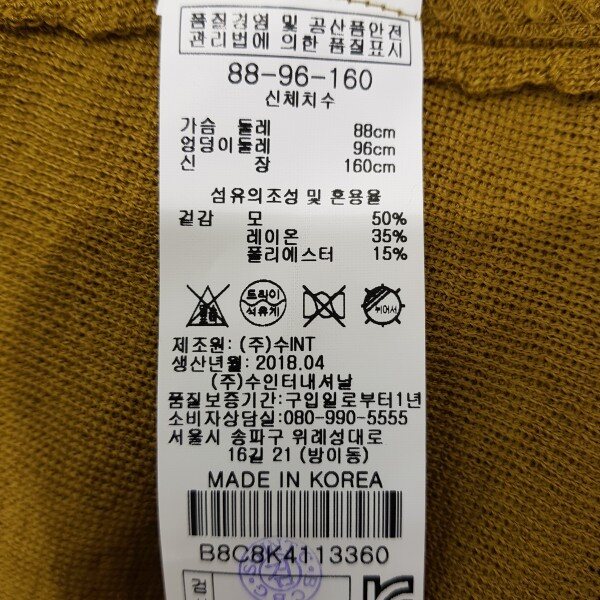 품질경영 및 공산품안전
관리법에 의한 품질표시
88-96-160
신체치수
가슴 둘레 88cm
엉덩이둘레 96cm
신 장 160cm
섬유의조성 및 혼용율
겉감 모 50%
레이온 35%
폴리에스터 15%
드라이
석유계
뉘어서
제조원: (주)수INT
생산년월: 2018.04
(주)수인터내셔날
품질보증기간: 구입일로부터1년
소비자상담실:080-990-5555
서울시 송파구 위례성대로
16길 21 (방이동)
MADE IN KOREA
B8C8K4113360